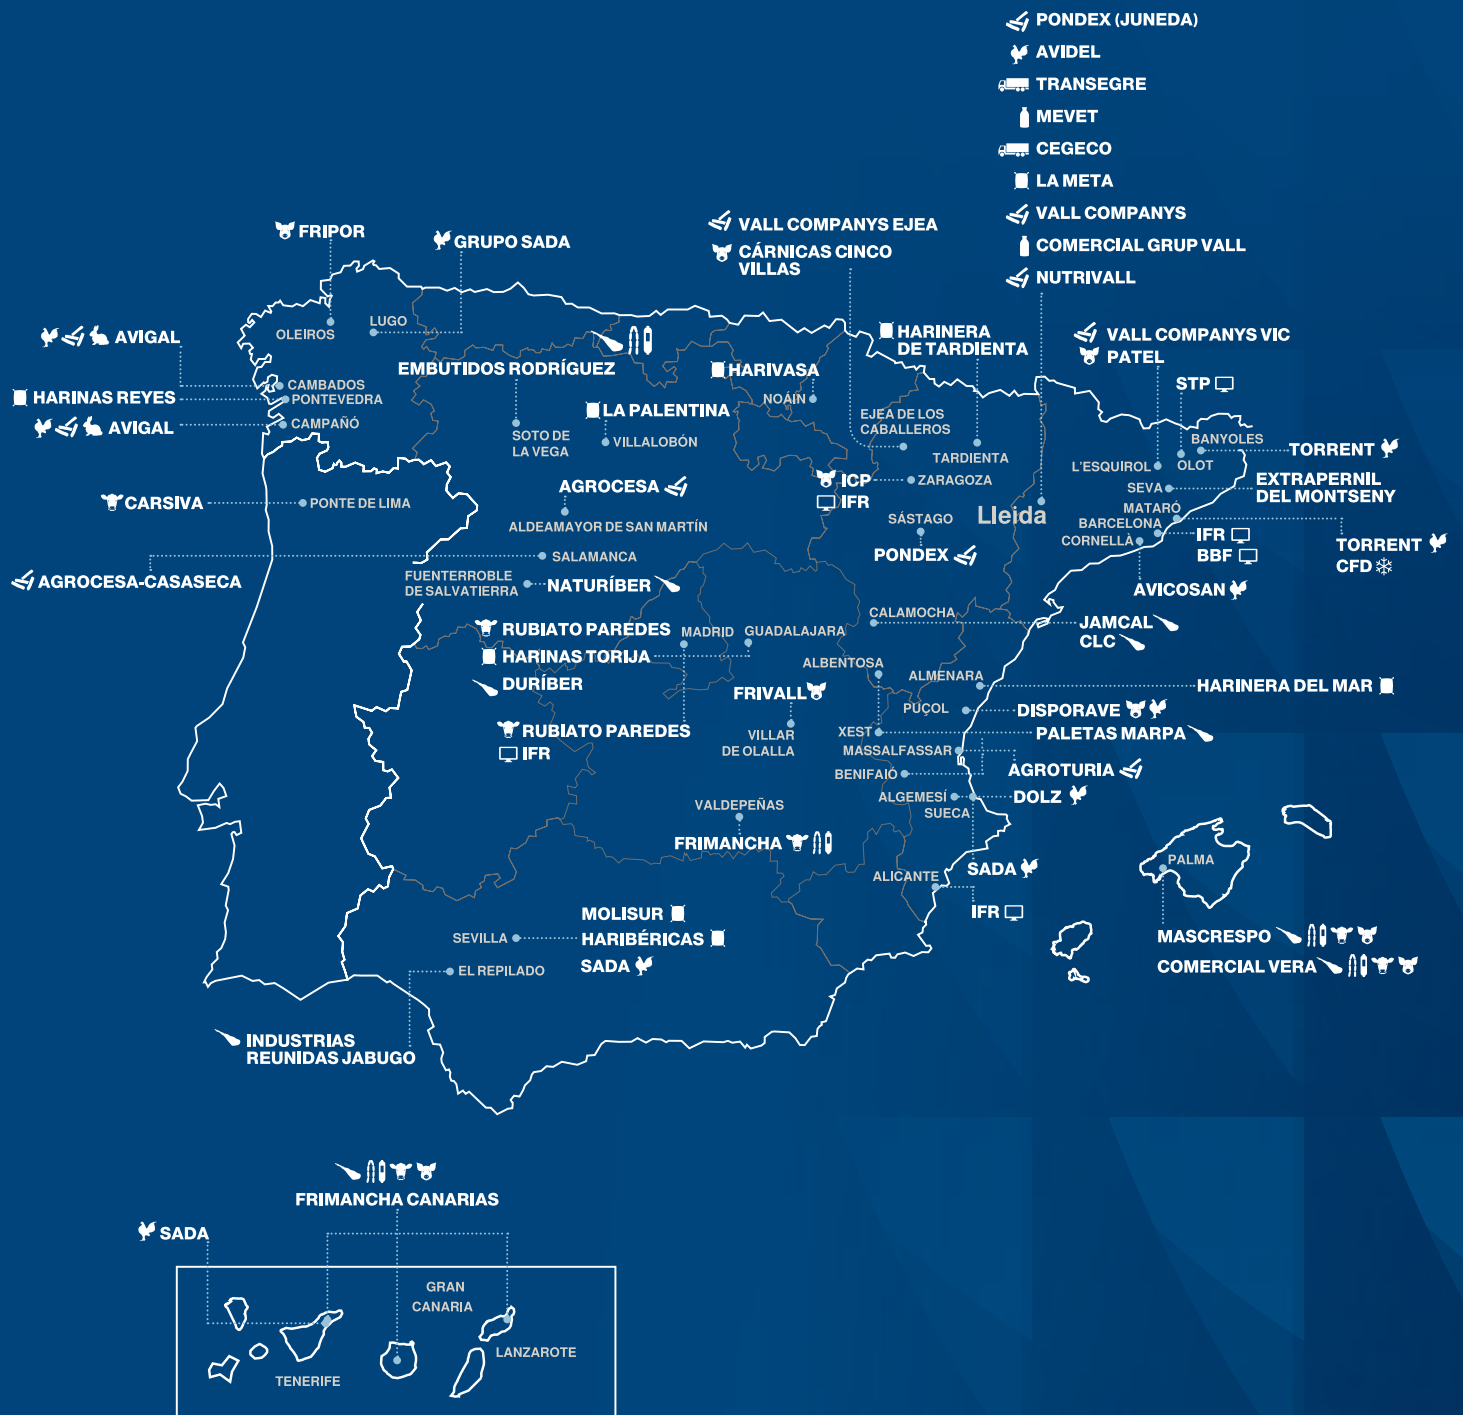 PONDEX (JUNEDA)
AVIDEL
TRANSEGRE
MEVET
CEGECO
LA META
VALL COMPANYS
COMERCIAL GRUP VALL
NUTRIVALL
FRIPOR
GRUPO SADA
VALL COMPANYS EJEA
CÁRNICAS CINCO
VILLAS
OLEIROS
LUGO
AVIGAL
EMBUTIDOS RODRÍGUEZ
HARINERA
DE TARDIENTA
VALL COMPANYS VIC
PATEL
STP
CAMBADOS
PONTEVEDRA
HARINAS REYES
HARIVASA
NOÁIN
AVIGAL
CAMPAÑÓ
LA PALENTINA
SOTO DE
LA VEGA
VILLALOBÓN
EJEA DE LOS
CABALLEROS
TARDIENTA
BANYOLES
TORRENT
L'ESQUIROL
OLOT
ICP
IFR
ZARAGOZA
AGROCESA
SEVA
EXTRAPERNIL
DEL MONTSENY
CARSIVA
PONTE DE LIMA
ALDEAMAYOR DE SAN MARTÍN
SÁSTAGO
Lleida
MATARÓ
BARCELONA
CORNELLÀ
IFR
BBF
TORRENT
CFD
PONDEX
SALAMANCA
AGROCESA-CASASECA
FUENTERROBLE
DE SALVATIERRA
NATURÍBER
AVICOSAN
CALAMOCHA
JAMCAL
CLC
RUBIATO PAREDES
MADRID
GUADALAJARA
HARINAS TORIJA
DURÍBER
ALBENTOSA
ALMENARA
HARINERA DEL MAR
FRIVALL
PUÇOL
DISPORAVE
RUBIATO PAREDES
IFR
VILLAR
DE OLALLA
XEST
PALETAS MARPA
MASSALFASSAR
BENIFAIÓ
AGROTURIA
ALGEMESÍ
DOLZ
SUECA
VALDEPEÑAS
FRIMANCHA
ALICANTE
SADA
IFR
PALMA
MOLISUR
SEVILLA
HARIBÉRICAS
SADA
EL REPILADO
MASCRESPO
COMERCIAL VERA
INDUSTRIAS
REUNIDAS JABUGO
FRIMANCHA CANARIAS
SADA
GRAN
CANARIA
LANZAROTE
TENERIFE